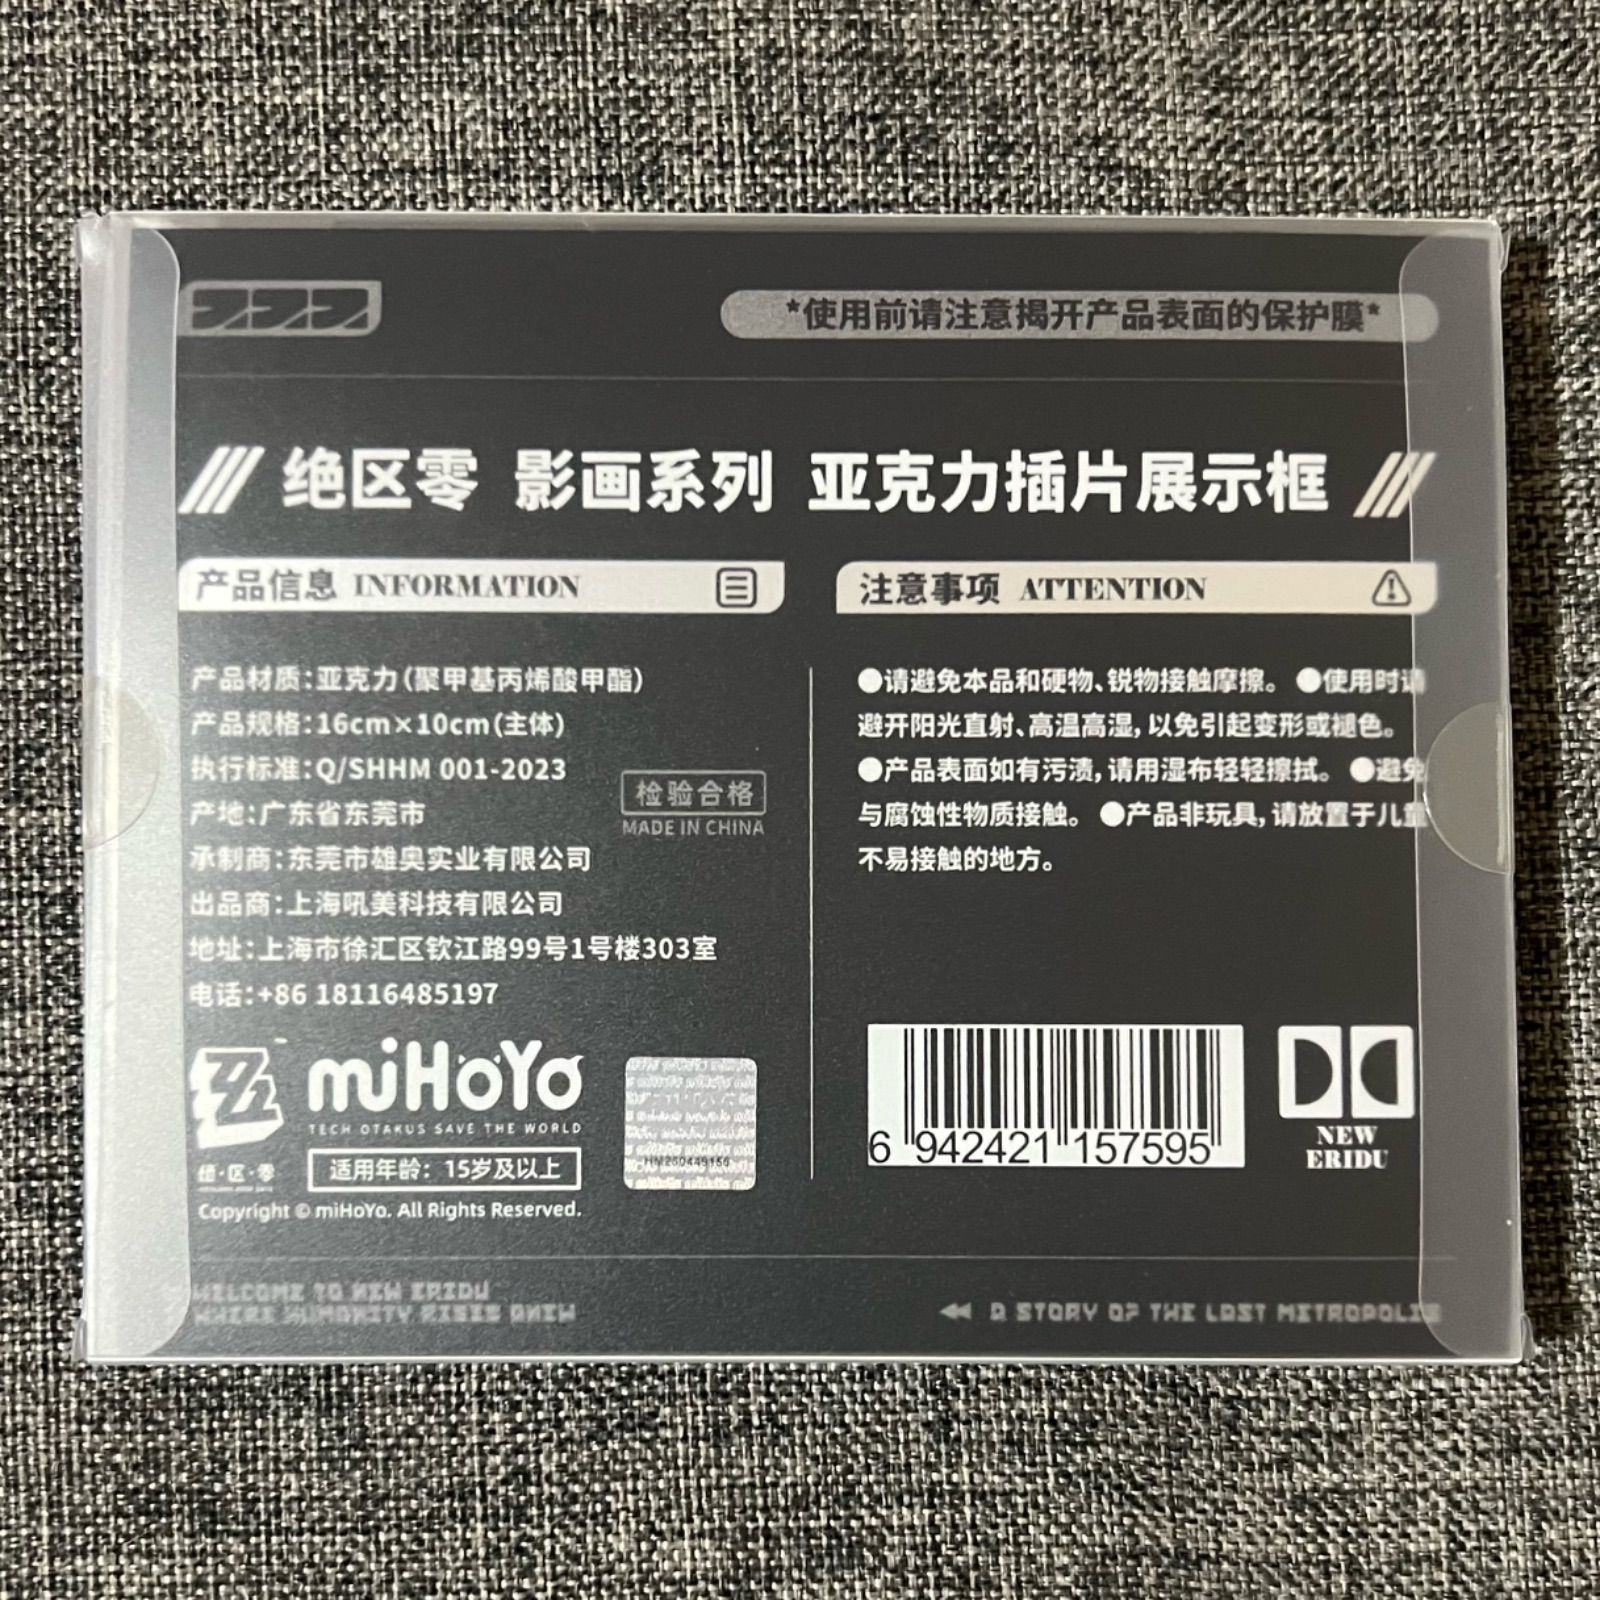 *使用前请注意揭开产品表面的保护膜*
绝区零 影画系列 亚克力插片展示框
产品信息 INFORMATION
产品材质：亚克力（聚甲基丙烯酸甲酯）
产品规格：16cm×10cm（主体）
执行标准：Q/SHHM 001-2023
产地：广东省东莞市
承制商：东莞市雄奥实业有限公司
出品商：上海吼美科技有限公司
地址：上海市徐汇区钦江路99号1号楼303室
电话：+86 18116485197
检验合格
MADE IN CHINA
注意事项 ATTENTION
●请避免本品和硬物、锐物接触摩擦。 ●使用时请
避开阳光直射、高温高湿，以免引起变形或褪色。
●产品表面如有污渍，请用湿布轻轻擦拭。 ●避免
与腐蚀性物质接触。 ●产品非玩具，请放置于儿童
不易接触的地方。
miHoYo
TECH OTAKUS SAVE THE WORLD
绝·区·零
适用年龄：15岁及以上
Copyright © miHoYo. All Rights Reserved.
6 942421 157595
NEW
ERIDU
WELCOME TO NEW ERIDU
WHERE HUMANITY RISES ANEW
A STORY OF THE LOST METROPOLIS